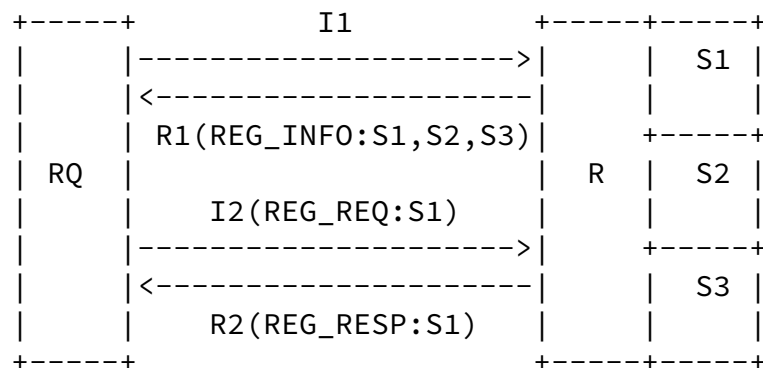 I1
S1
R1(REG_INFO:S1,S2,S3)
RQ R S2
I2(REG_REQ:S1)
S3
R2(REG_RESP:S1)